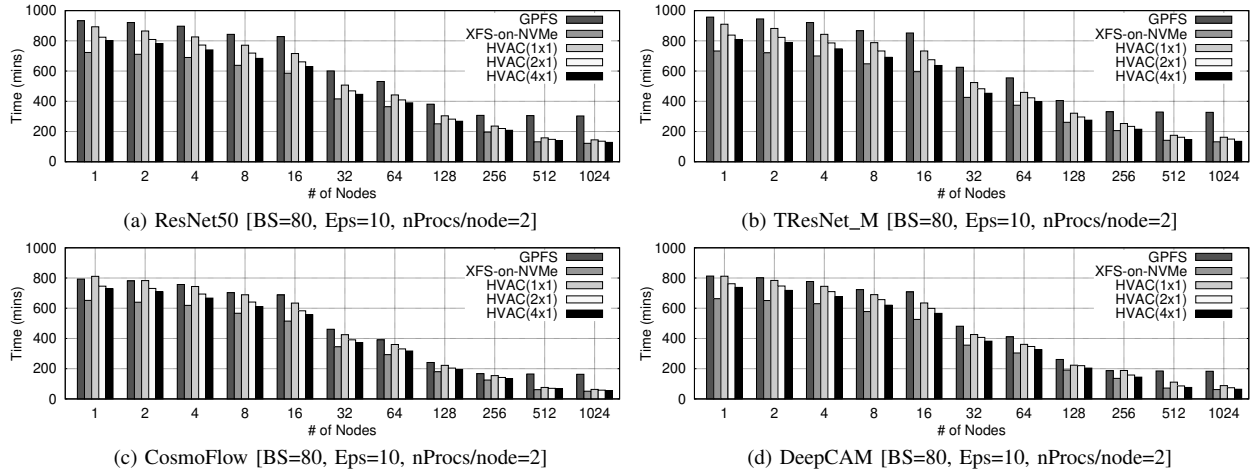 1000
800
600
400
200
0
Time (mins)
GPFS
XFS-on-NVMe
HVAC(1x1)
HVAC(2x1)
HVAC(4x1)
1 2 4 8 16 32 64 128 256 512 1024
# of Nodes
(a) ResNet50 [BS=80, Eps=10, nProcs/node=2]
1000
800
600
400
200
0
Time (mins)
GPFS
XFS-on-NVMe
HVAC(1x1)
HVAC(2x1)
HVAC(4x1)
1 2 4 8 16 32 64 128 256 512 1024
# of Nodes
(b) TResNet_M [BS=80, Eps=10, nProcs/node=2]
1000
800
600
400
200
0
Time (mins)
GPFS
XFS-on-NVMe
HVAC(1x1)
HVAC(2x1)
HVAC(4x1)
1 2 4 8 16 32 64 128 256 512 1024
# of Nodes
(c) CosmoFlow [BS=80, Eps=10, nProcs/node=2]
1000
800
600
400
200
0
Time (mins)
GPFS
XFS-on-NVMe
HVAC(1x1)
HVAC(2x1)
HVAC(4x1)
1 2 4 8 16 32 64 128 256 512 1024
# of Nodes
(d) DeepCAM [BS=80, Eps=10, nProcs/node=2]